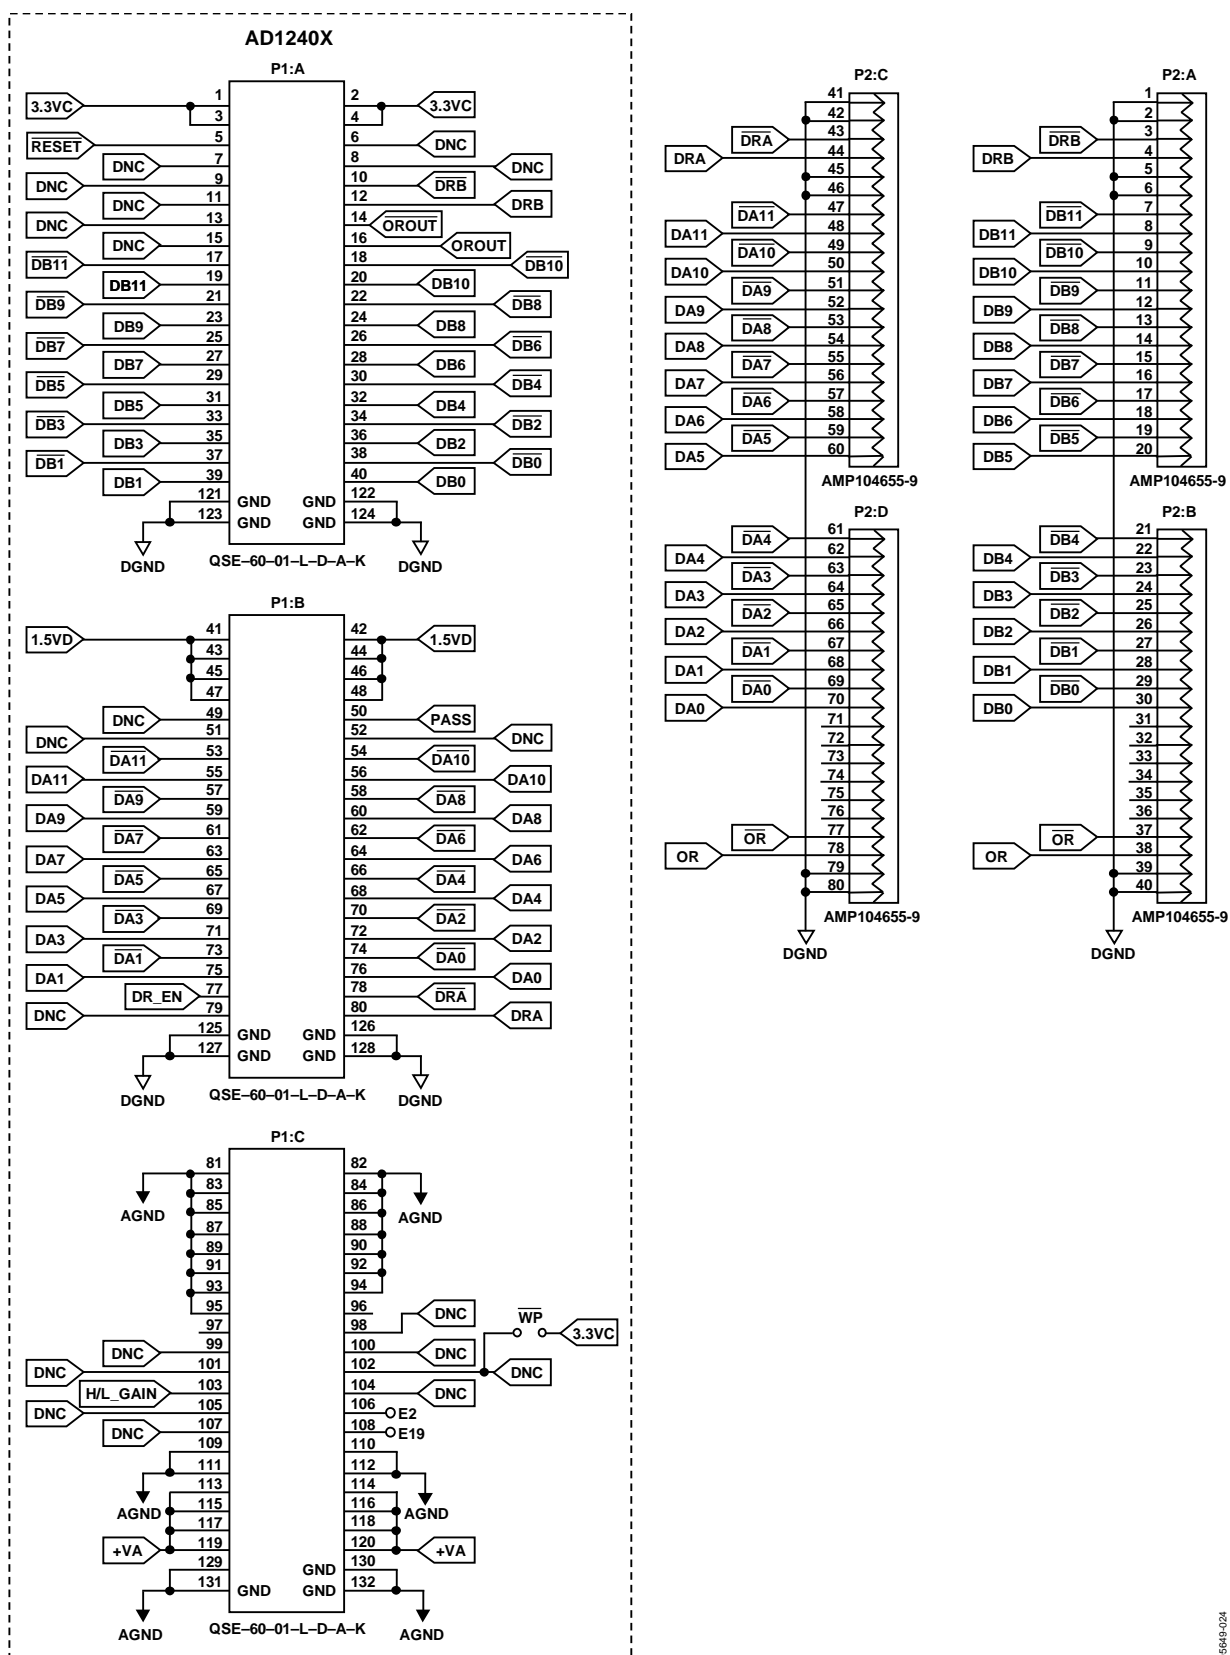 AD1240X
P1:A
3.3VC 1 2 3.3VC
3 4
RESET 5 6 DNC
DNC 7 8 DNC
DNC 9 10 DRB
DNC 11 12 DRB
DNC 13 14 OROUT
DNC 15 16 OROUT
DB11 17 18 DB10
DB11 19 20 DB10
DB9 21 22 DB8
DB9 23 24 DB8
DB7 25 26 DB6
DB7 27 28 DB6
DB5 29 30 DB4
DB5 31 32 DB4
DB3 33 34 DB2
DB3 35 36 DB2
DB1 37 38 DB0
DB1 39 40 DB0
121 GND GND 122
123 GND GND 124
DGND QSE–60–01–L–D–A–K DGND
P1:B
1.5VD 41 42 1.5VD
43 44
45 46
47 48
DNC 49 50 PASS
DNC 51 52 DNC
DA11 53 54 DA10
DA11 55 56 DA10
DA9 57 58 DA8
DA9 59 60 DA8
DA7 61 62 DA6
DA7 63 64 DA6
DA5 65 66 DA4
DA5 67 68 DA4
DA3 69 70 DA2
DA3 71 72 DA2
DA1 73 74 DA0
DA1 75 76 DA0
DR_EN 77 78 DRA
DNC 79 80 DRA
125 GND GND 126
127 GND GND 128
DGND QSE–60–01–L–D–A–K DGND
P1:C
81 82
83 84
AGND 85 86 AGND
87 88
89 90
91 92
93 94
95 96
97 98 DNC WP 3.3VC
DNC 99 100 DNC
DNC 101 102 DNC
H/L_GAIN 103 104 DNC
DNC 105 106 E2
DNC 107 108 E19
109 110
111 112
113 114
AGND 115 116 AGND
117 118
+VA 119 120 +VA
129 GND 130
131 GND GND 132
AGND QSE–60–01–L–D–A–K AGND
P2:C
41
42
DRA 43
DRA 44
45
46
DA11 47
DA11 48
DA10 49
DA10 50
DA9 51
DA9 52
DA8 53
DA8 54
DA7 55
DA7 56
DA6 57
DA6 58
DA5 59
DA5 60
AMP104655-9
P2:D
DA4 61
DA4 62
DA3 63
DA3 64
DA2 65
DA2 66
DA1 67
DA1 68
DA0 69
DA0 70
71
72
73
74
75
76
OR 77
OR 78
79
80
AMP104655-9
DGND
P2:A
1
2
DRB 3
DRB 4
5
6
DB11 7
DB11 8
DB10 9
DB10 10
DB9 11
DB9 12
DB8 13
DB8 14
DB7 15
DB7 16
DB6 17
DB6 18
DB5 19
DB5 20
AMP104655-9
P2:B
DB4 21
DB4 22
DB3 23
DB3 24
DB2 25
DB2 26
DB1 27
DB1 28
DB0 29
DB0 30
31
32
33
34
35
36
OR 37
OR 38
39
40
AMP104655-9
DGND
5649-024